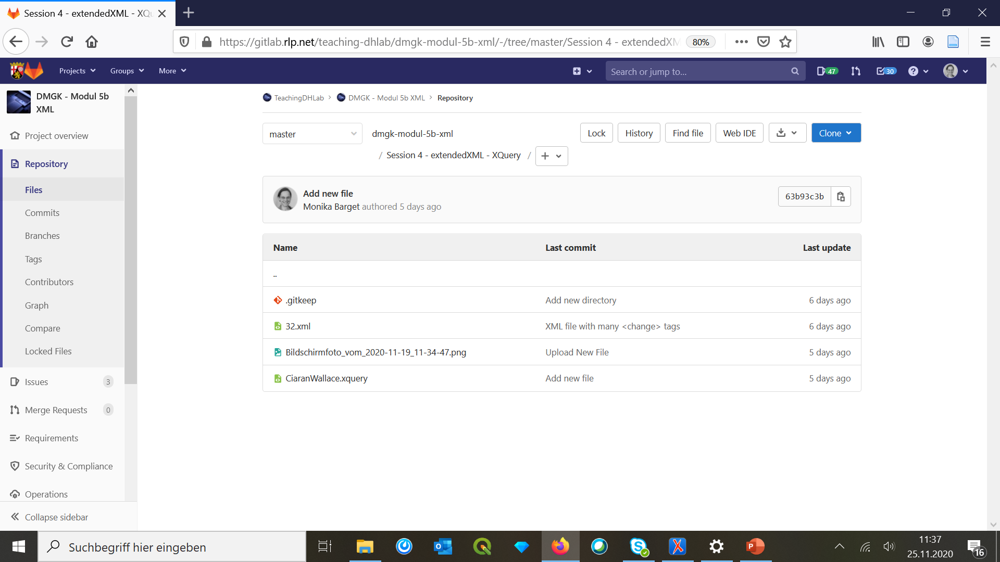 Session 4 - extendedXML - XQu
https://gitlab.rlp.net/teaching-dhlab/dmgk-modul-5b-xml/-/tree/master/Session 4 - extendedXM
80%
Projects
Groups
More
Search or jump to...
47
30
DMGK - Modul 5b
XML
Project overview
Repository
Files
Commits
Branches
Tags
Contributors
Graph
Compare
Locked Files
Issues 3
Merge Requests 0
Requirements
Security & Compliance
Operations
Collapse sidebar
TeachingDHLab > DMGK - Modul 5b XML > Repository
master
dmgk-modul-5b-xml
/ Session 4 - extendedXML - XQuery / +
Lock
History
Find file
Web IDE
Clone
Add new file
Monika Barget authored 5 days ago
63b93c3b
Name Last commit Last update
..
.gitkeep Add new directory 6 days ago
32.xml XML file with many <change> tags 6 days ago
Bildschirmfoto_vom_2020-11-19_11-34-47.png Upload New File 5 days ago
CiaranWallace.xquery Add new file 5 days ago
Suchbegriff hier eingeben
11:37
25.11.2020
16